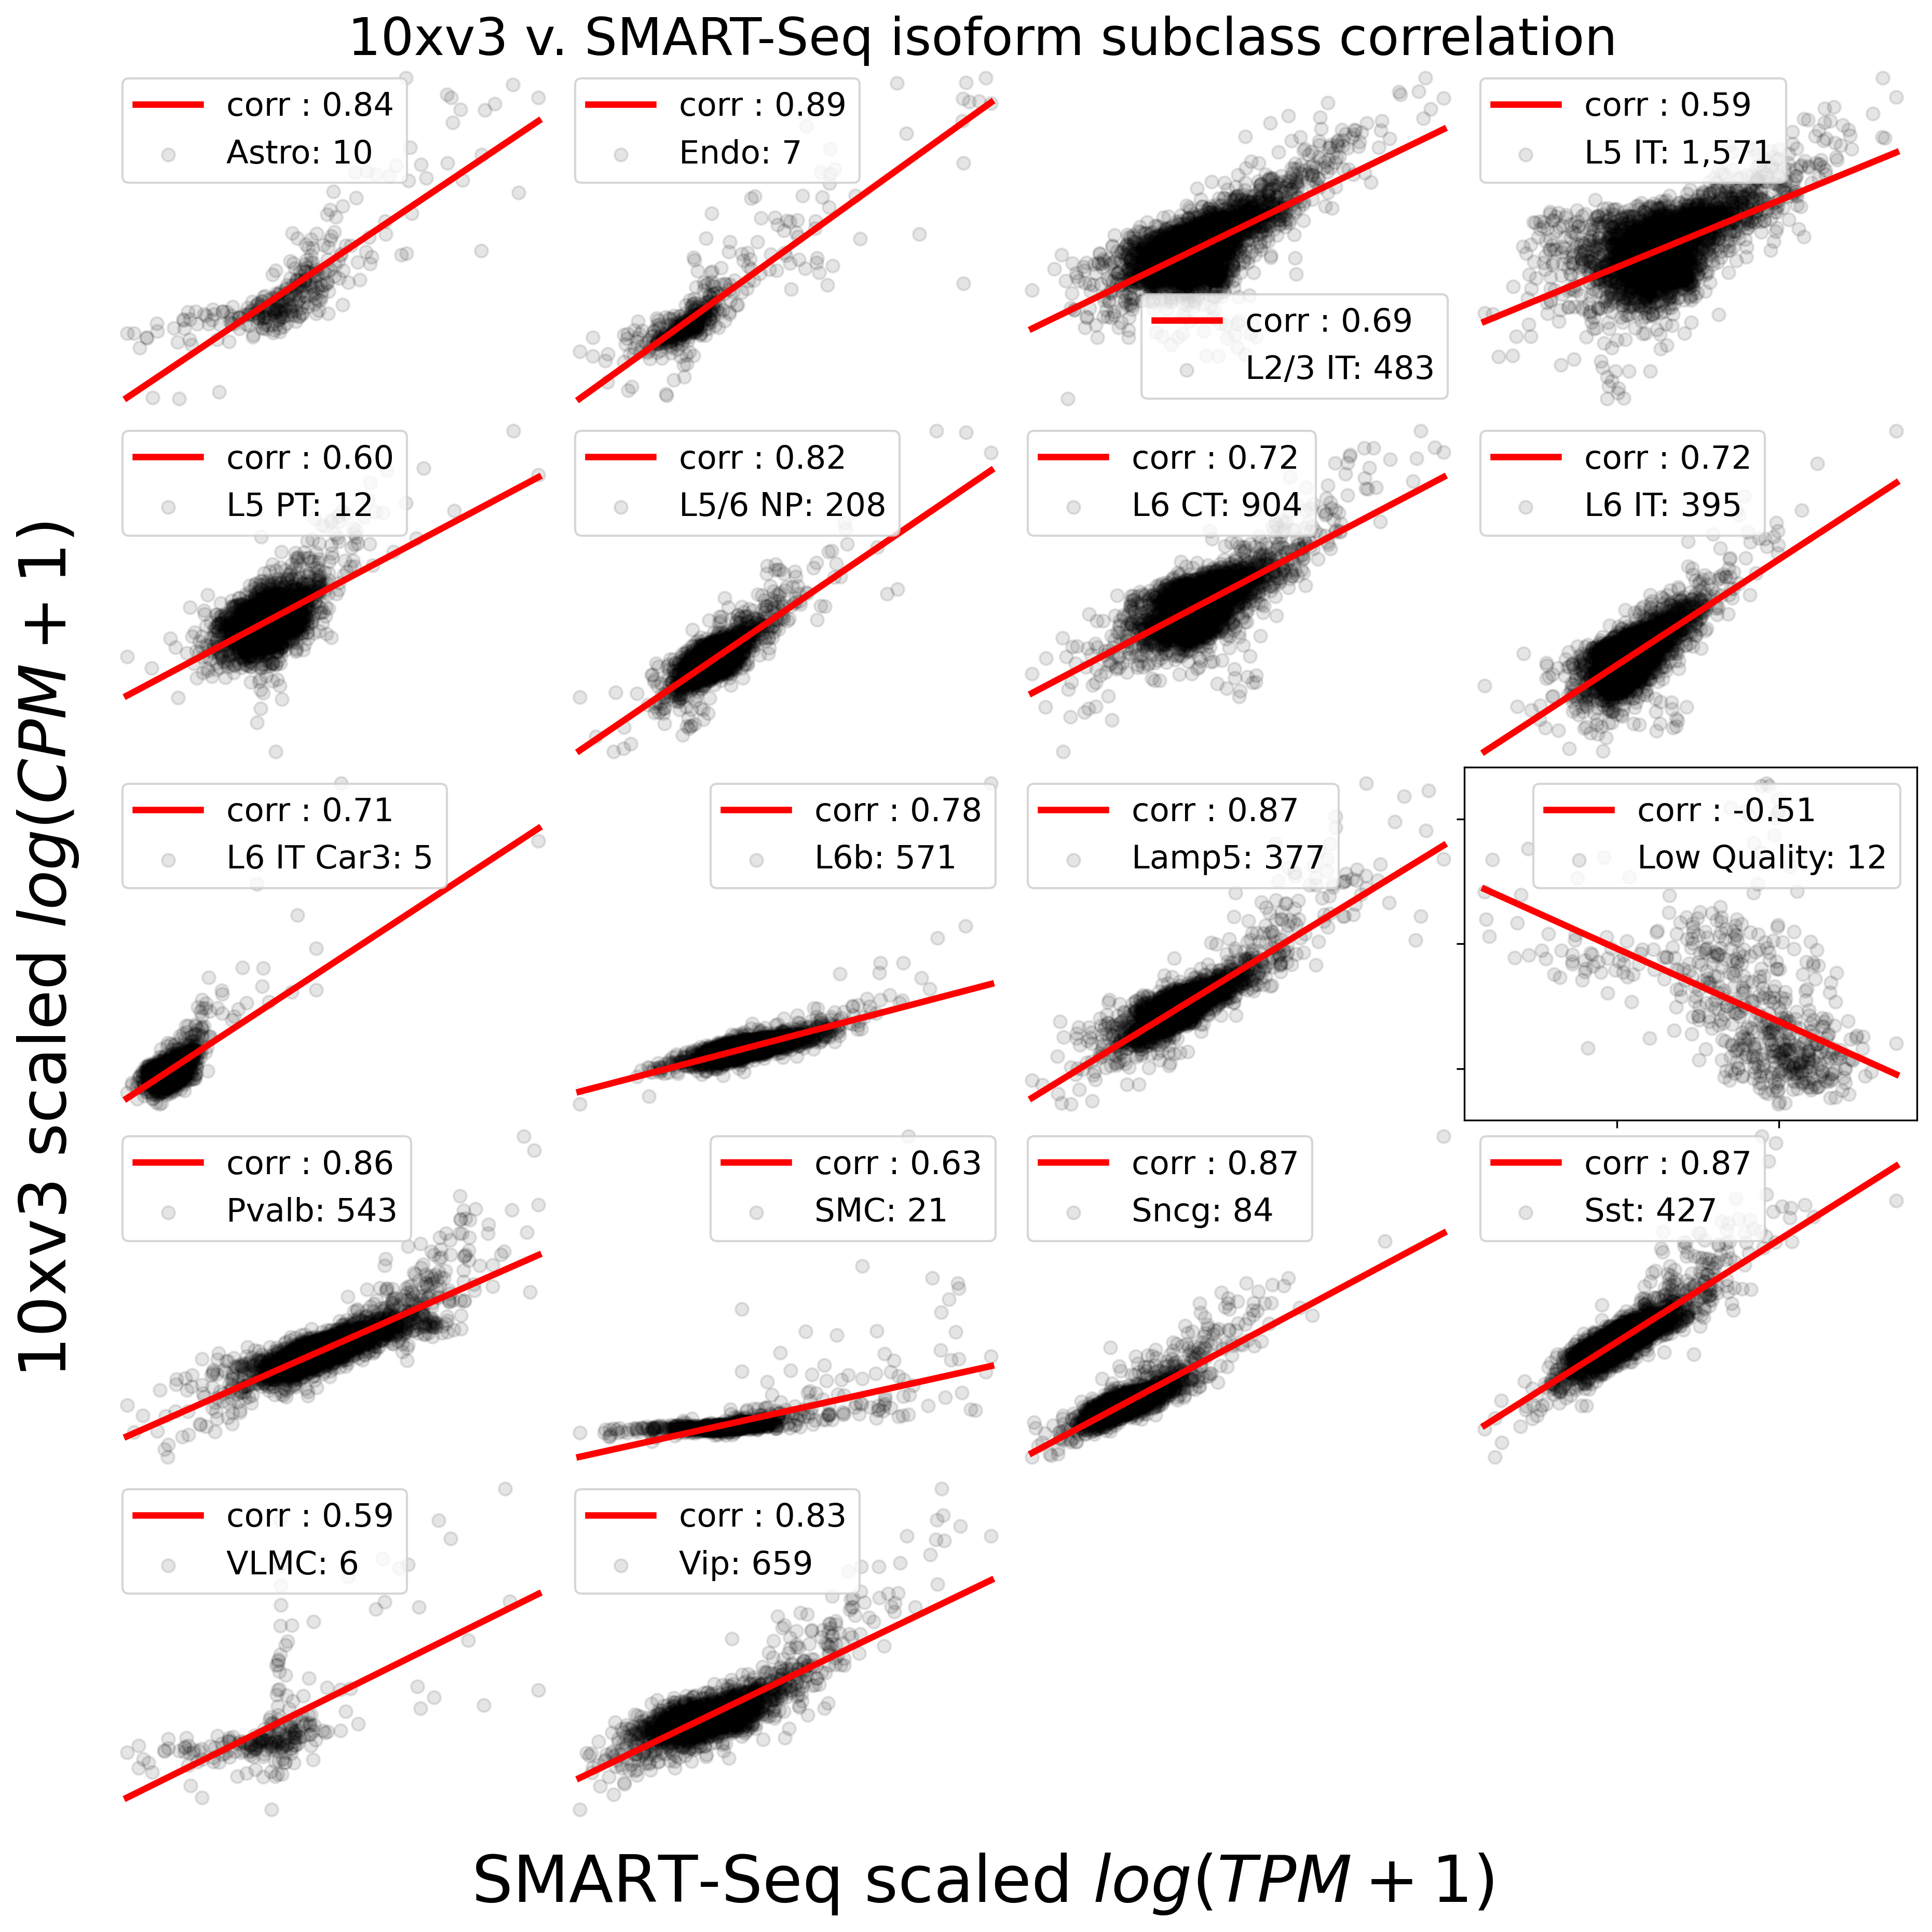 10xv3 v. SMART-Seq isoform subclass correlation
corr : 0.84
Astro: 10
corr : 0.89
Endo: 7
corr : 0.69
L2/3 IT: 483
corr : 0.59
L5 IT: 1,571
corr : 0.60
L5 PT: 12
corr : 0.82
L5/6 NP: 208
corr : 0.72
L6 CT: 904
corr : 0.72
L6 IT: 395
corr : 0.71
L6 IT Car3: 5
corr : 0.78
L6b: 571
corr : 0.87
Lamp5: 377
corr : -0.51
Low Quality: 12
corr : 0.86
Pvalb: 543
corr : 0.63
SMC: 21
corr : 0.87
Sncg: 84
corr : 0.87
Sst: 427
corr : 0.59
VLMC: 6
corr : 0.83
Vip: 659
10xv3 scaled log(CPM + 1)
SMART-Seq scaled log(TPM + 1)